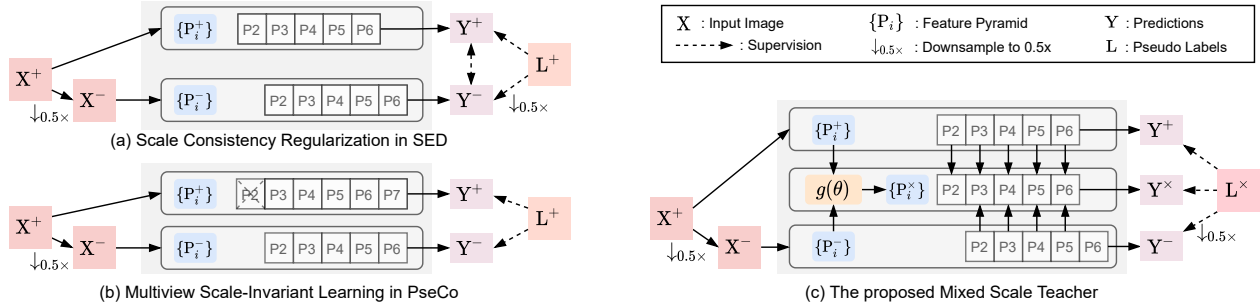 X⁺
↓0.5×
X⁻
{P_i⁺}
P2 P3 P4 P5 P6
{P_i⁻}
P2 P3 P4 P5 P6
Y⁺
Y⁻
L⁺
↓0.5×
(a) Scale Consistency Regularization in SED
X⁺
↓0.5×
X⁻
{P_i⁺}
P2 P3 P4 P5 P6 P7
{P_i⁻}
P2 P3 P4 P5 P6
Y⁺
Y⁻
L⁺
(b) Multiview Scale-Invariant Learning in PseCo
X : Input Image {P_i} : Feature Pyramid Y : Predictions
: Supervision ↓0.5× : Downsample to 0.5x L : Pseudo Labels
X⁺
↓0.5×
X⁻
{P_i⁺}
P2 P3 P4 P5 P6
Y⁺
g(θ)
{P_i^×}
P2 P3 P4 P5 P6
Y^×
L^×
{P_i⁻}
P2 P3 P4 P5 P6
Y⁻
↓0.5×
(c) The proposed Mixed Scale Teacher